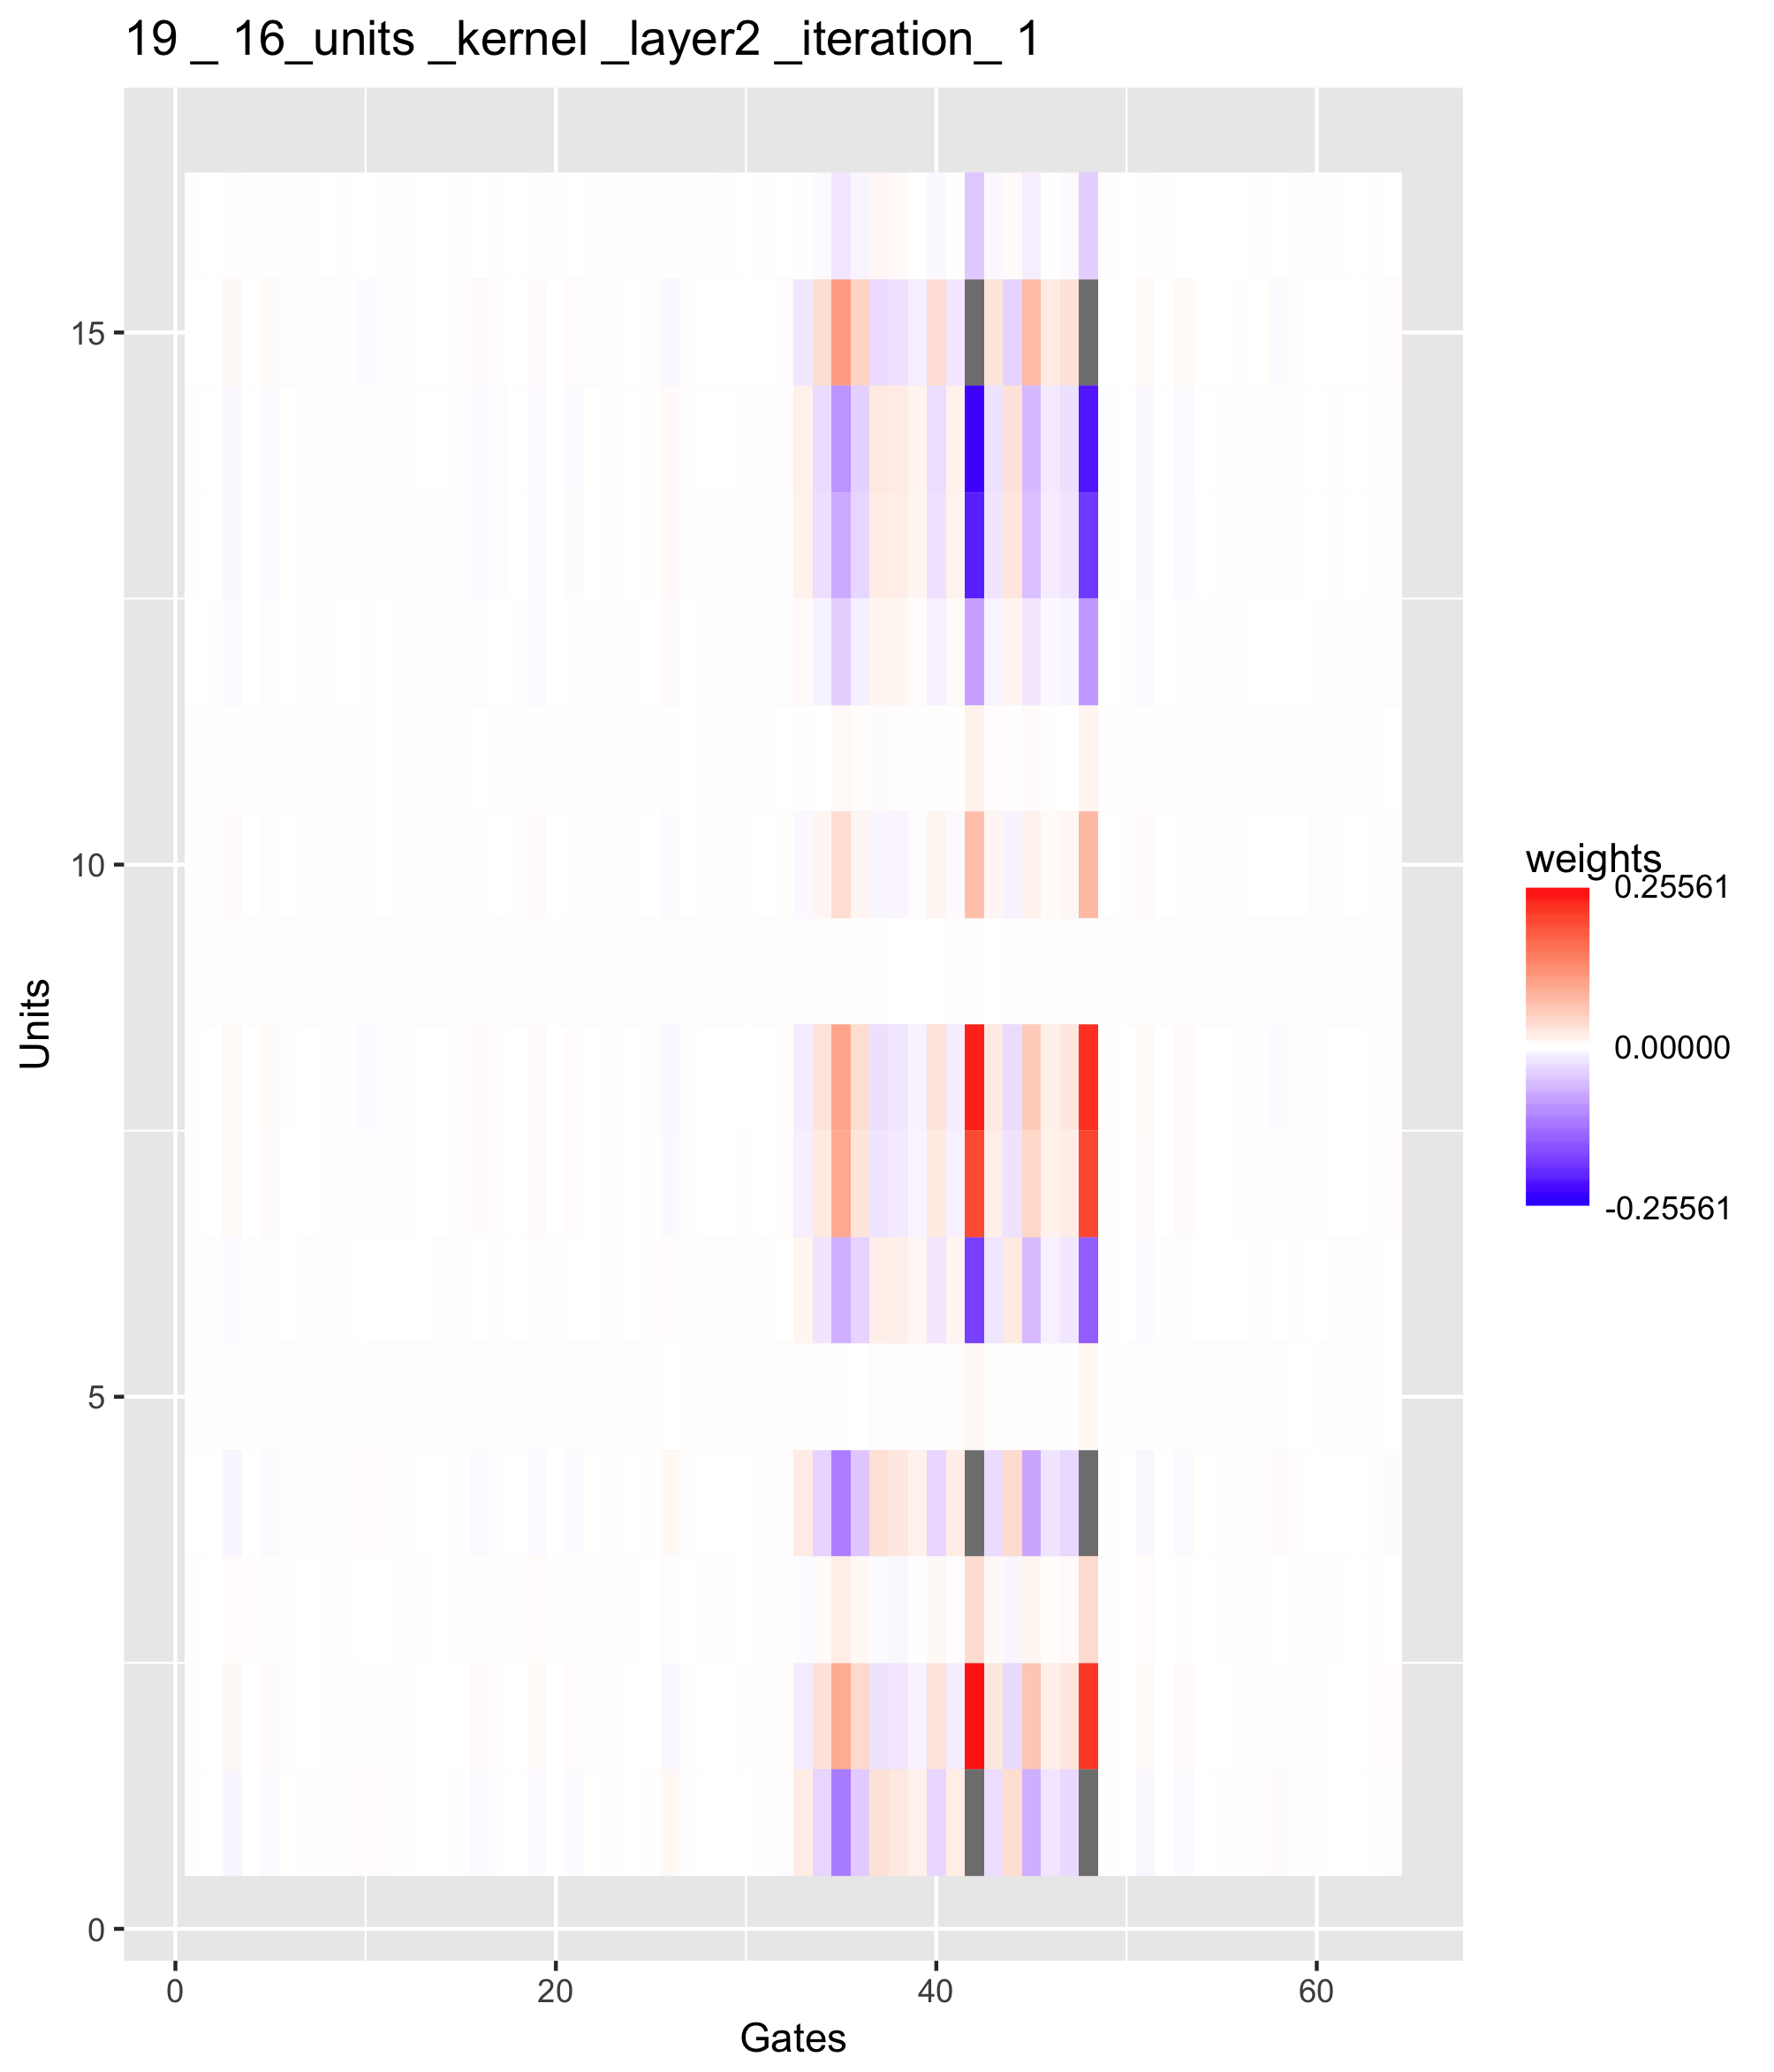 19 _ 16_units _kernel _layer2 _iteration_ 1
15
10
5
0
Units
0 20 40 60
Gates
weights
0.25561
0.00000
-0.25561